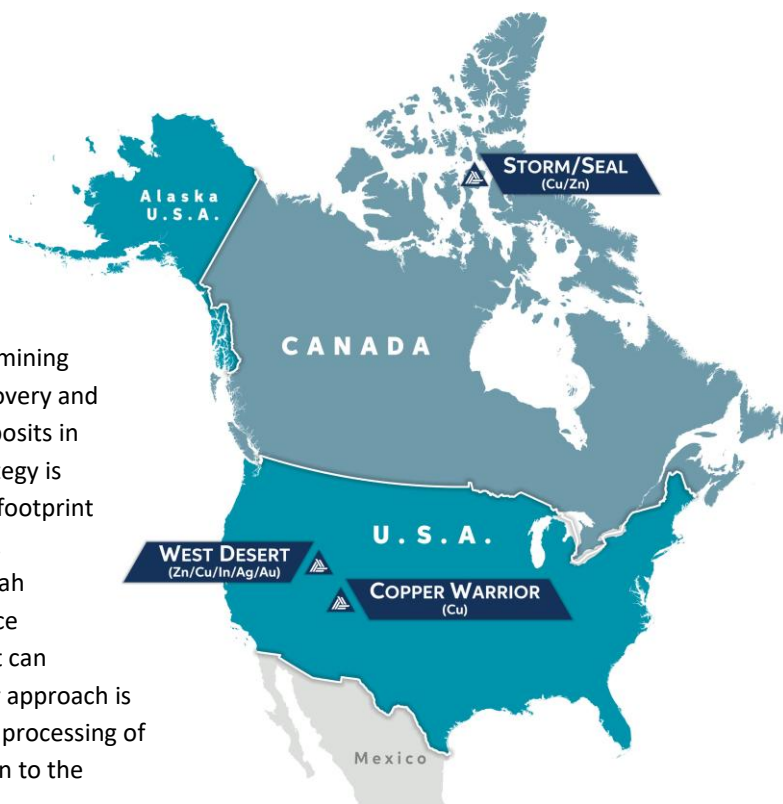 STORM/SEAL
(Cu/Zn)
Alaska
U.S.A.
CANADA
mining
overy and
posits in
tegy is
footprint
U.S.A.
WEST DESERT
(Zn/Cu/In/Ag/Au)
COPPER WARRIOR
(Cu)
ah
ce
t can
approach is
processing of
n to the
Mexico